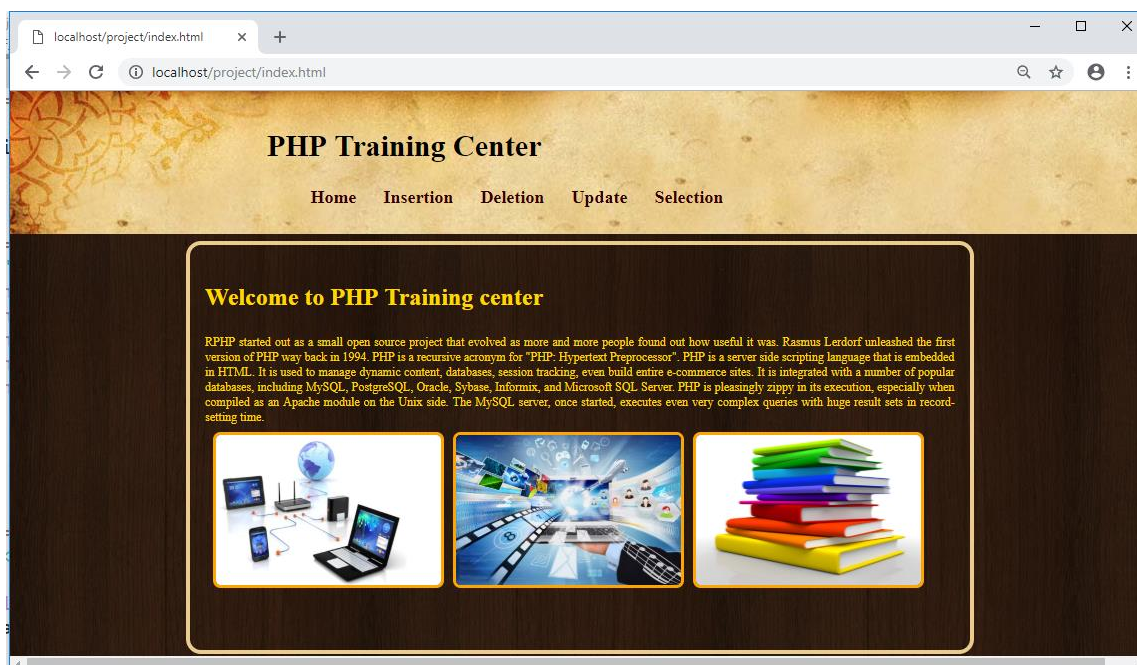 localhost/project/index.html
localhost/project/index.html
PHP Training Center
Home Insertion Deletion Update Selection
Welcome to PHP Training center
RPHP started out as a small open source project that evolved as more and more people found out how useful it was. Rasmus Lerdorf unleashed the first
version of PHP way back in 1994. PHP is a recursive acronym for "PHP: Hypertext Preprocessor". PHP is a server side scripting language that is embedded
in HTML. It is used to manage dynamic content, databases, session tracking, even build entire e-commerce sites. It is integrated with a number of popular
databases, including MySQL, PostgreSQL, Oracle, Sybase, Informix, and Microsoft SQL Server. PHP is pleasingly zippy in its execution, especially when
compiled as an Apache module on the Unix side. The MySQL server, once started, executes even very complex queries with huge result sets in record-
setting time.